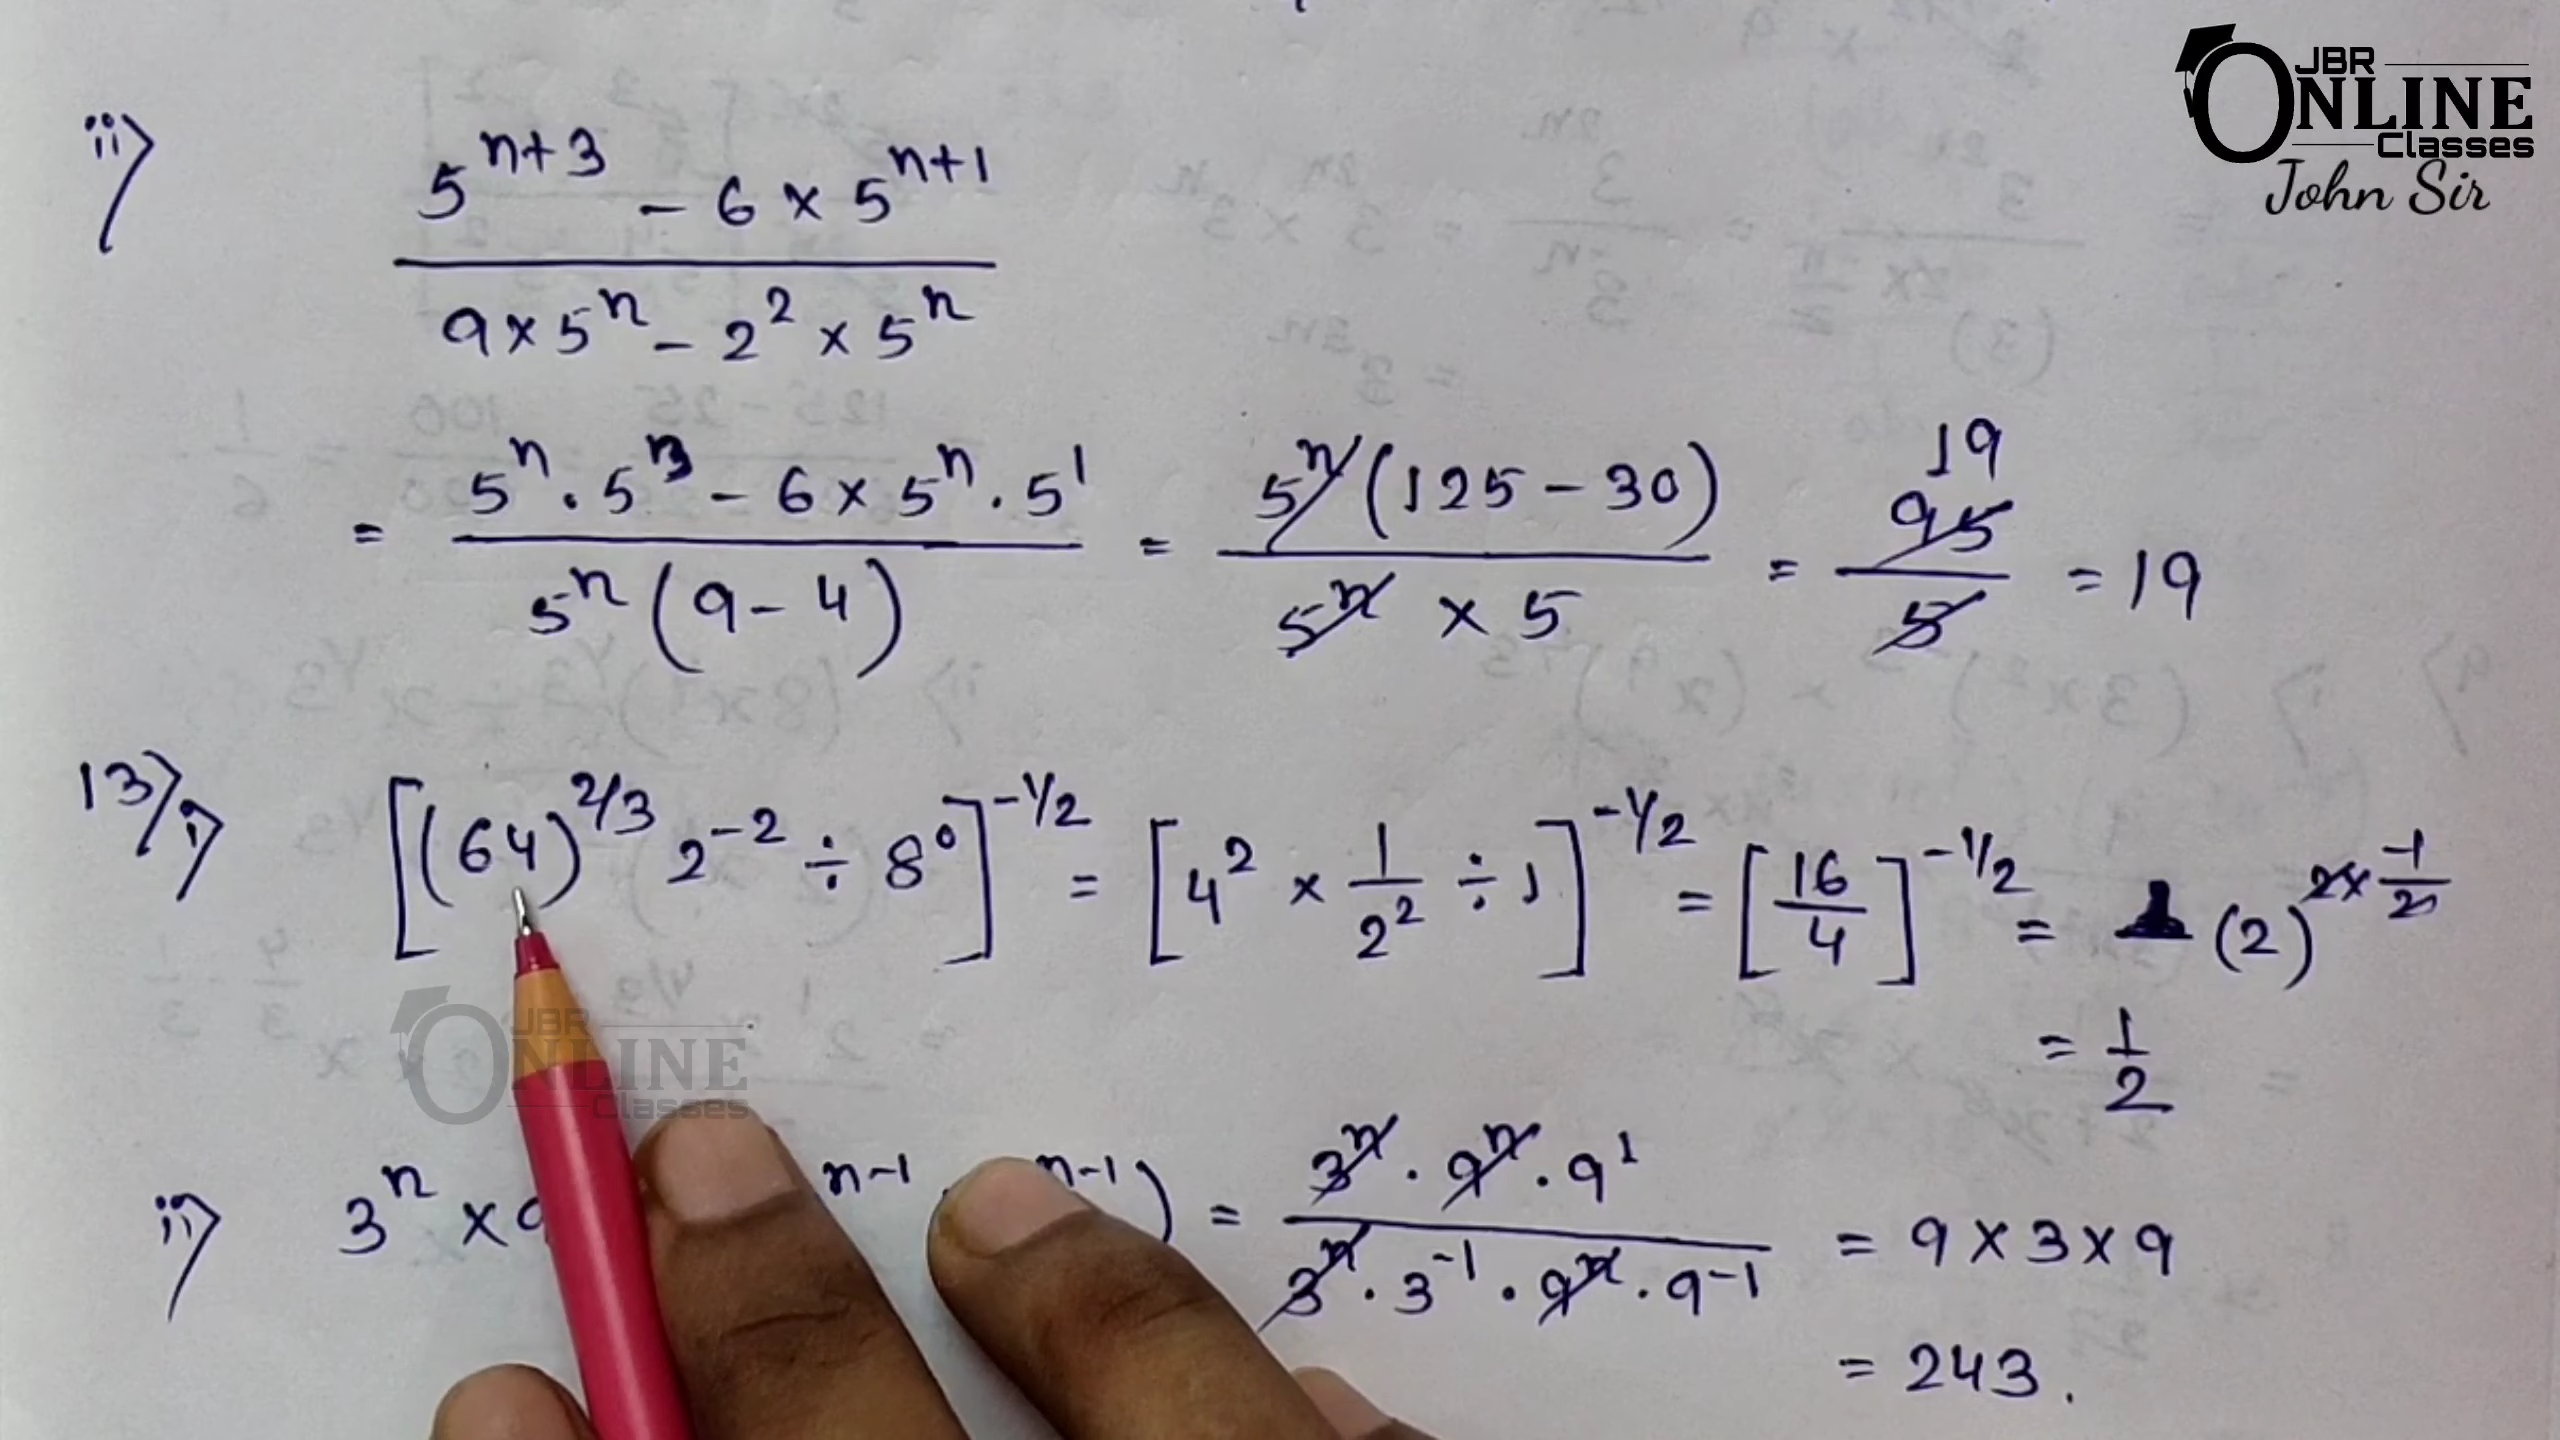 JBR
ONLINE
Classes
John Sir
ii) 5^(n+3) - 6 × 5^(n+1) / 9 × 5^n - 2^2 × 5^n
= 5^n . 5^3 - 6 × 5^n . 5^1 / 5^n (9 - 4) = 5^n (125 - 30) / 5^n × 5 = 19 95 / 5 = 19
13) i) [(64)^(2/3) 2^(-2) ÷ 8^0]^(-1/2) = [4^2 × 1/2^2 ÷ 1]^(-1/2) = [16/4]^(-1/2) = (2)^(2 × -1/2)
= 1/2
JBR
ONLINE
Classes
ii) 3^n × 9 n-1 n-1 ) = 3^n . 9^n . 9^1 / 3^n . 3^(-1) . 9^n . 9^(-1) = 9 × 3 × 9
= 243.